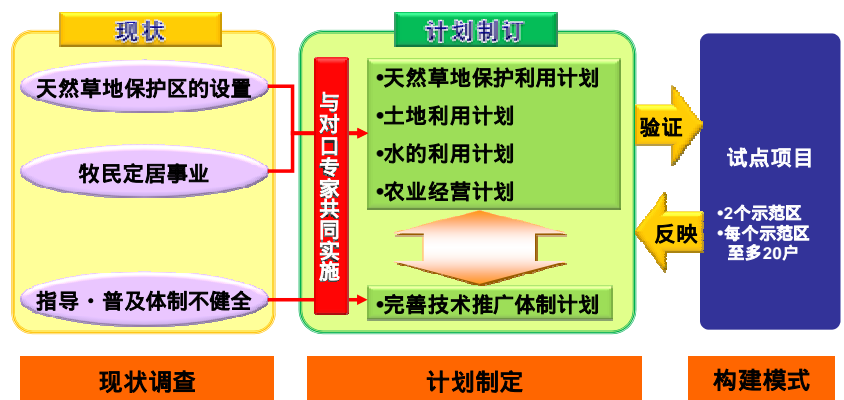 现状
天然草地保护区的设置
牧民定居事业
指导·普及体制不健全
计划制订
与对口专家共同实施
•天然草地保护利用计划
•土地利用计划
•水的利用计划
•农业经营计划
•完善技术推广体制计划
验证
反映
试点项目
•2个示范区
•每个示范区
至多20户
现状调查
计划制定
构建模式